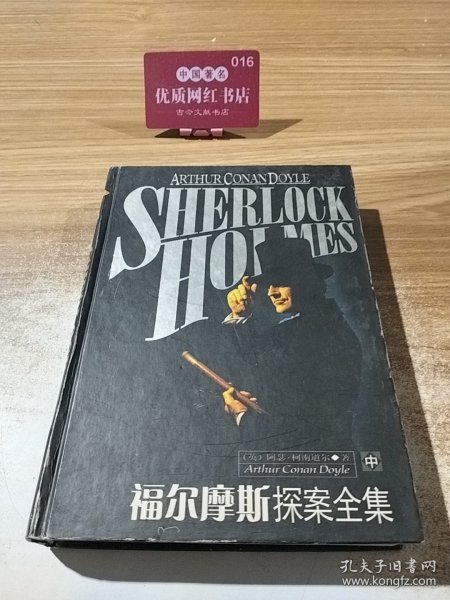 016
中国著名
优质网红书店
古今文献书店
ARTHUR CONAN DOYLE
SHERLOCK
HOLMES
(英)阿瑟·柯南道尔◆著
Arthur Conan Doyle
中
福尔摩斯探案全集
孔夫子旧书网
www.kongfz.com